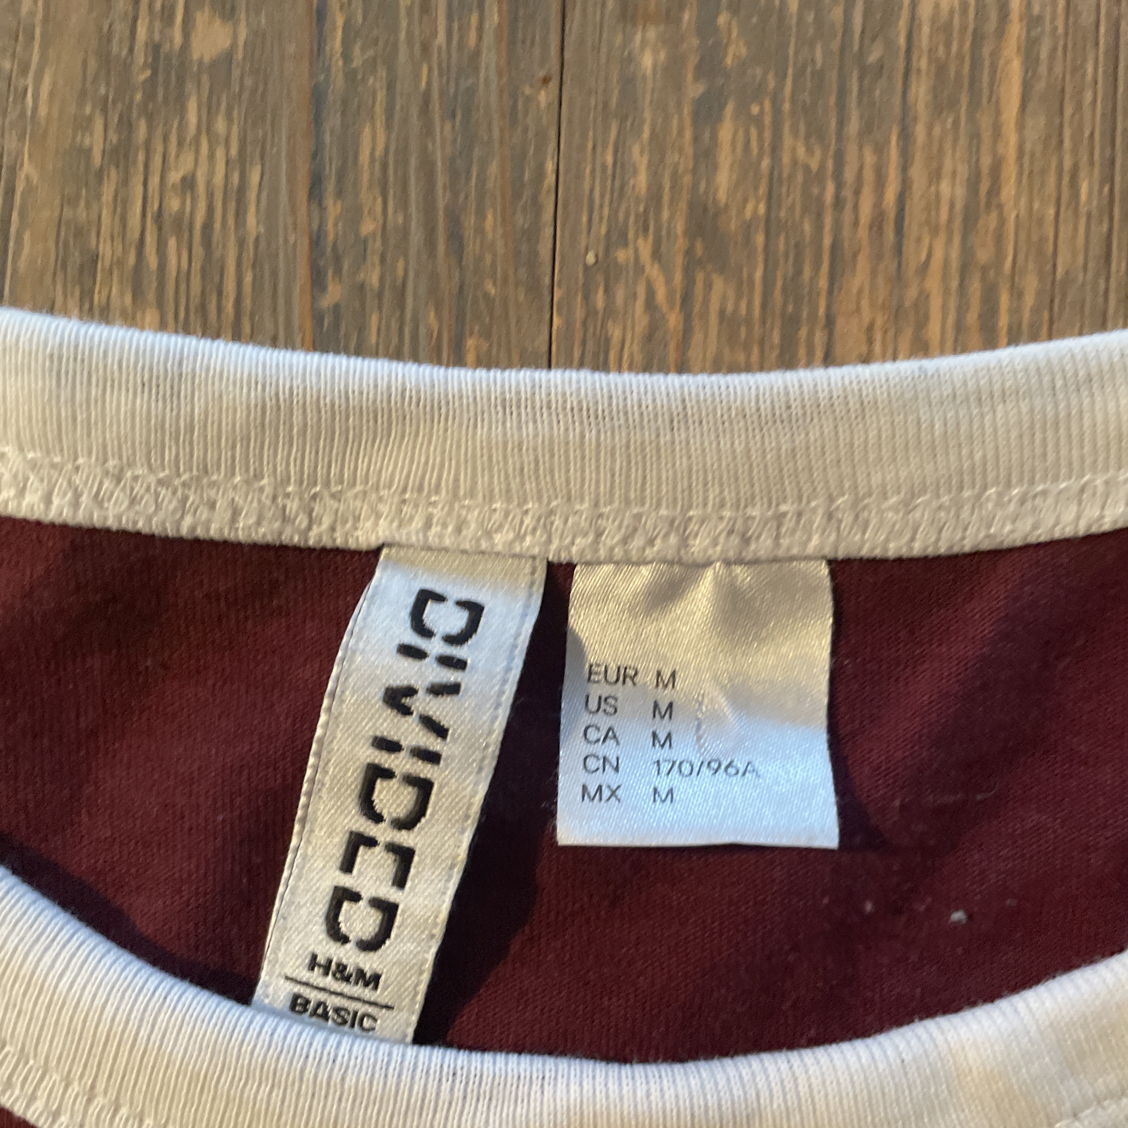 DIVIDED
H&M
BASIC
EUR M
US M
CA M
CN 170/96A
MX M